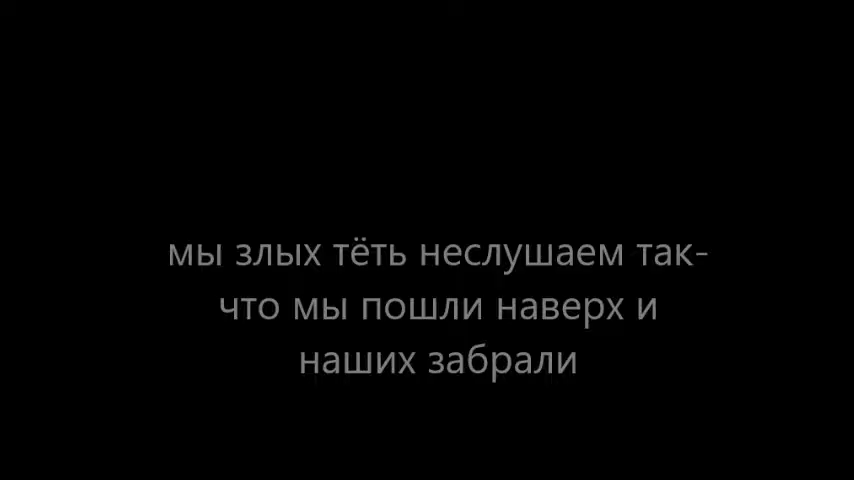 мы злых тёть неслушаем так-
что мы пошли наверх и
наших забрали